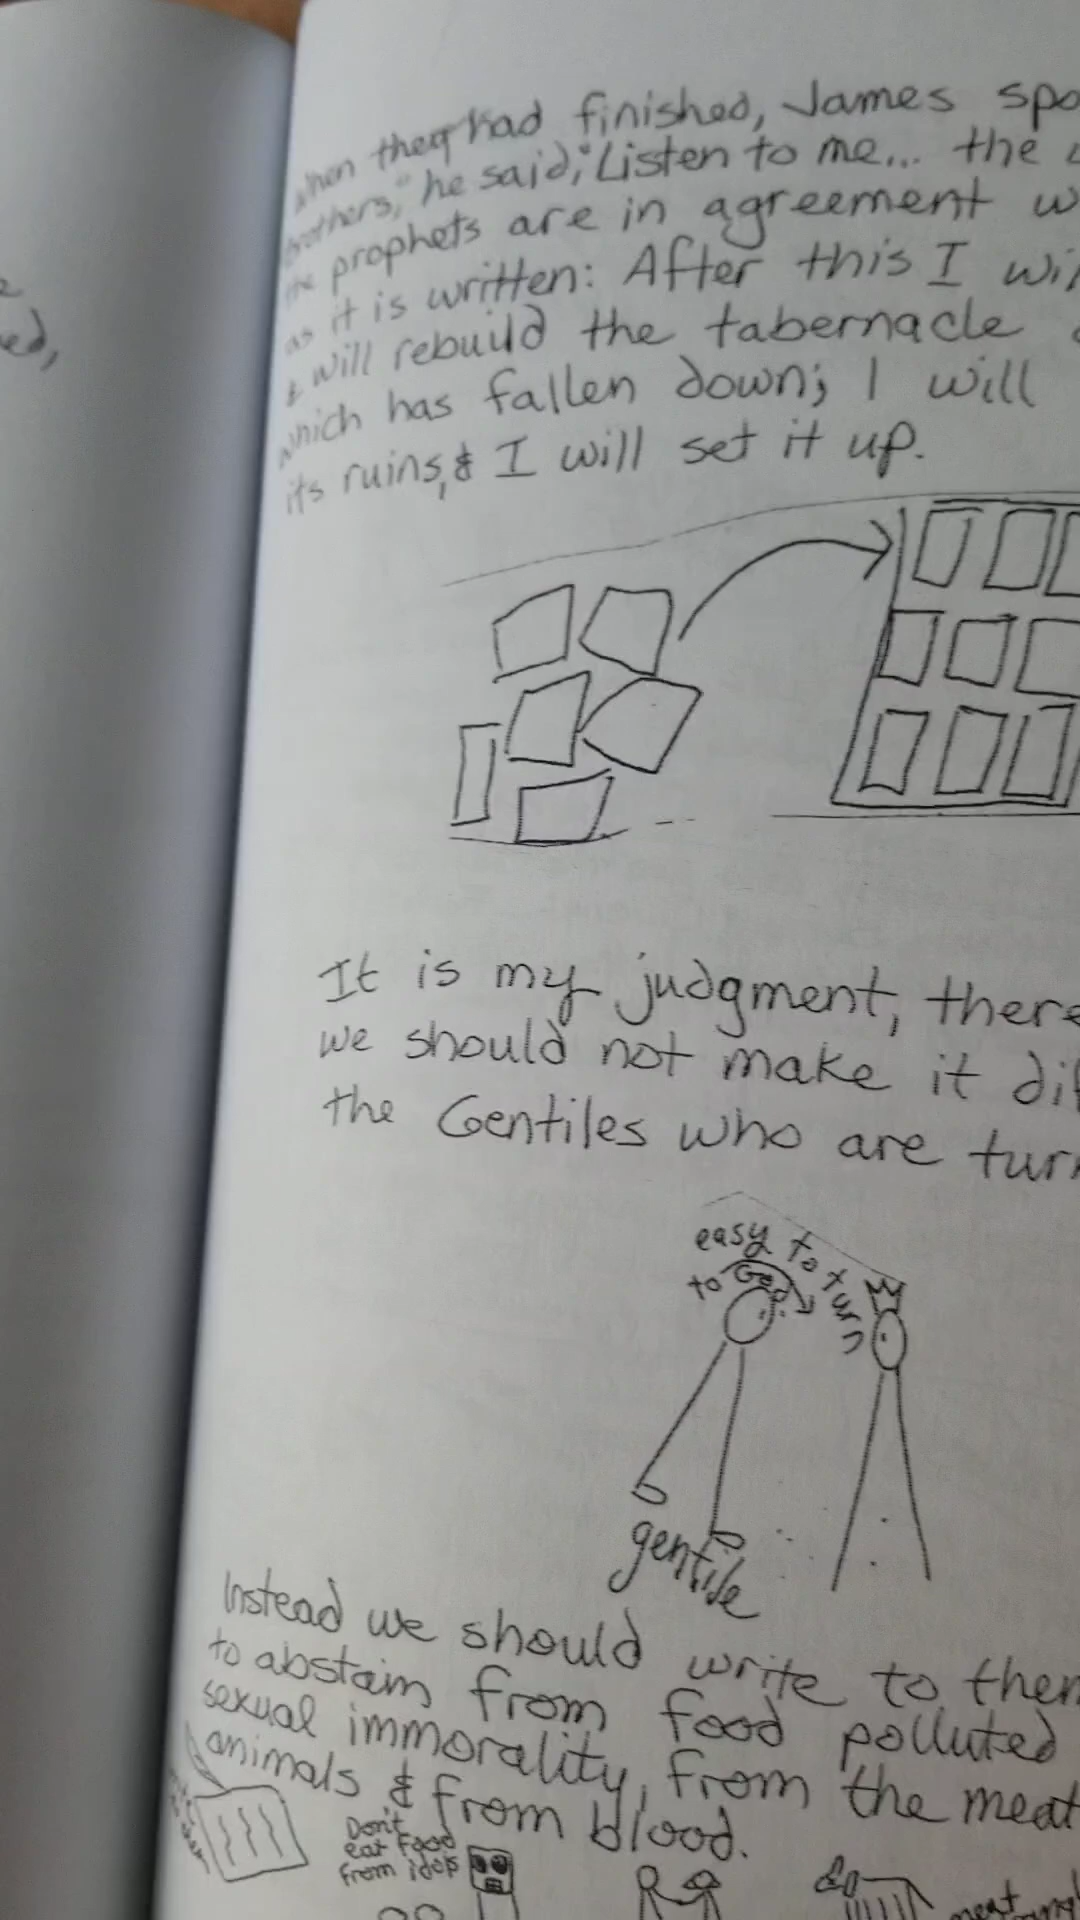 ed,
when they had finished, James spo
brothers," he said, "Listen to me... the
the prophets are in agreement w
as it is written: After this I wi
& will rebuild the tabernacle
which has fallen down; I will
its ruins, & I will set it up.
It is my judgment, there
we should not make it dif
the Gentiles who are turn
easy to turn
to God
gentile
Instead we should write to them
to abstain from food polluted
sexual immorality, from the meat
animals & from blood.
Don't
eat food
from idols
meat